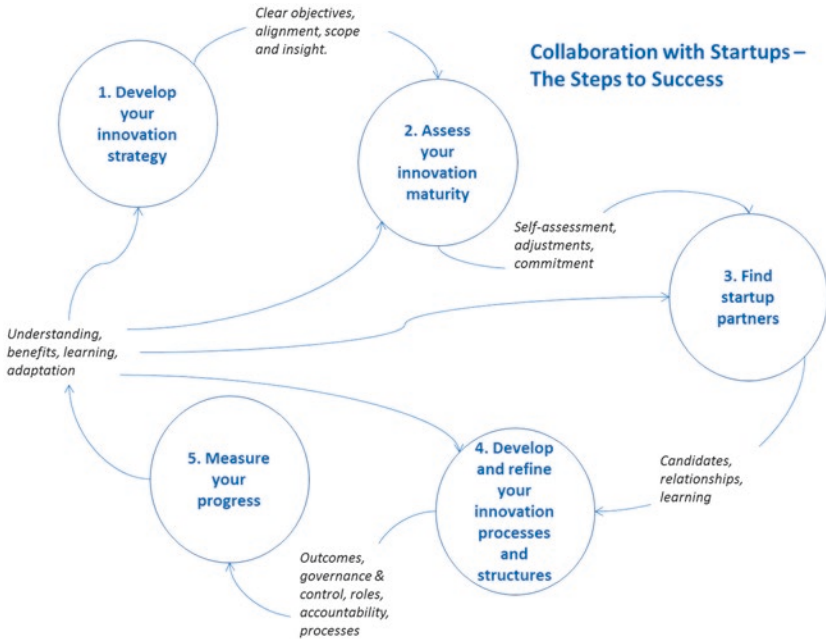 Collaboration with Startups –
The Steps to Success
Clear objectives,
alignment, scope
and insight.
1. Develop
your
innovation
strategy
2. Assess
your
innovation
maturity
Self-assessment,
adjustments,
commitment
3. Find
startup
partners
Candidates,
relationships,
learning
4. Develop
and refine
your
innovation
processes
and
structures
Outcomes,
governance &
control, roles,
accountability,
processes
5. Measure
your
progress
Understanding,
benefits, learning,
adaptation